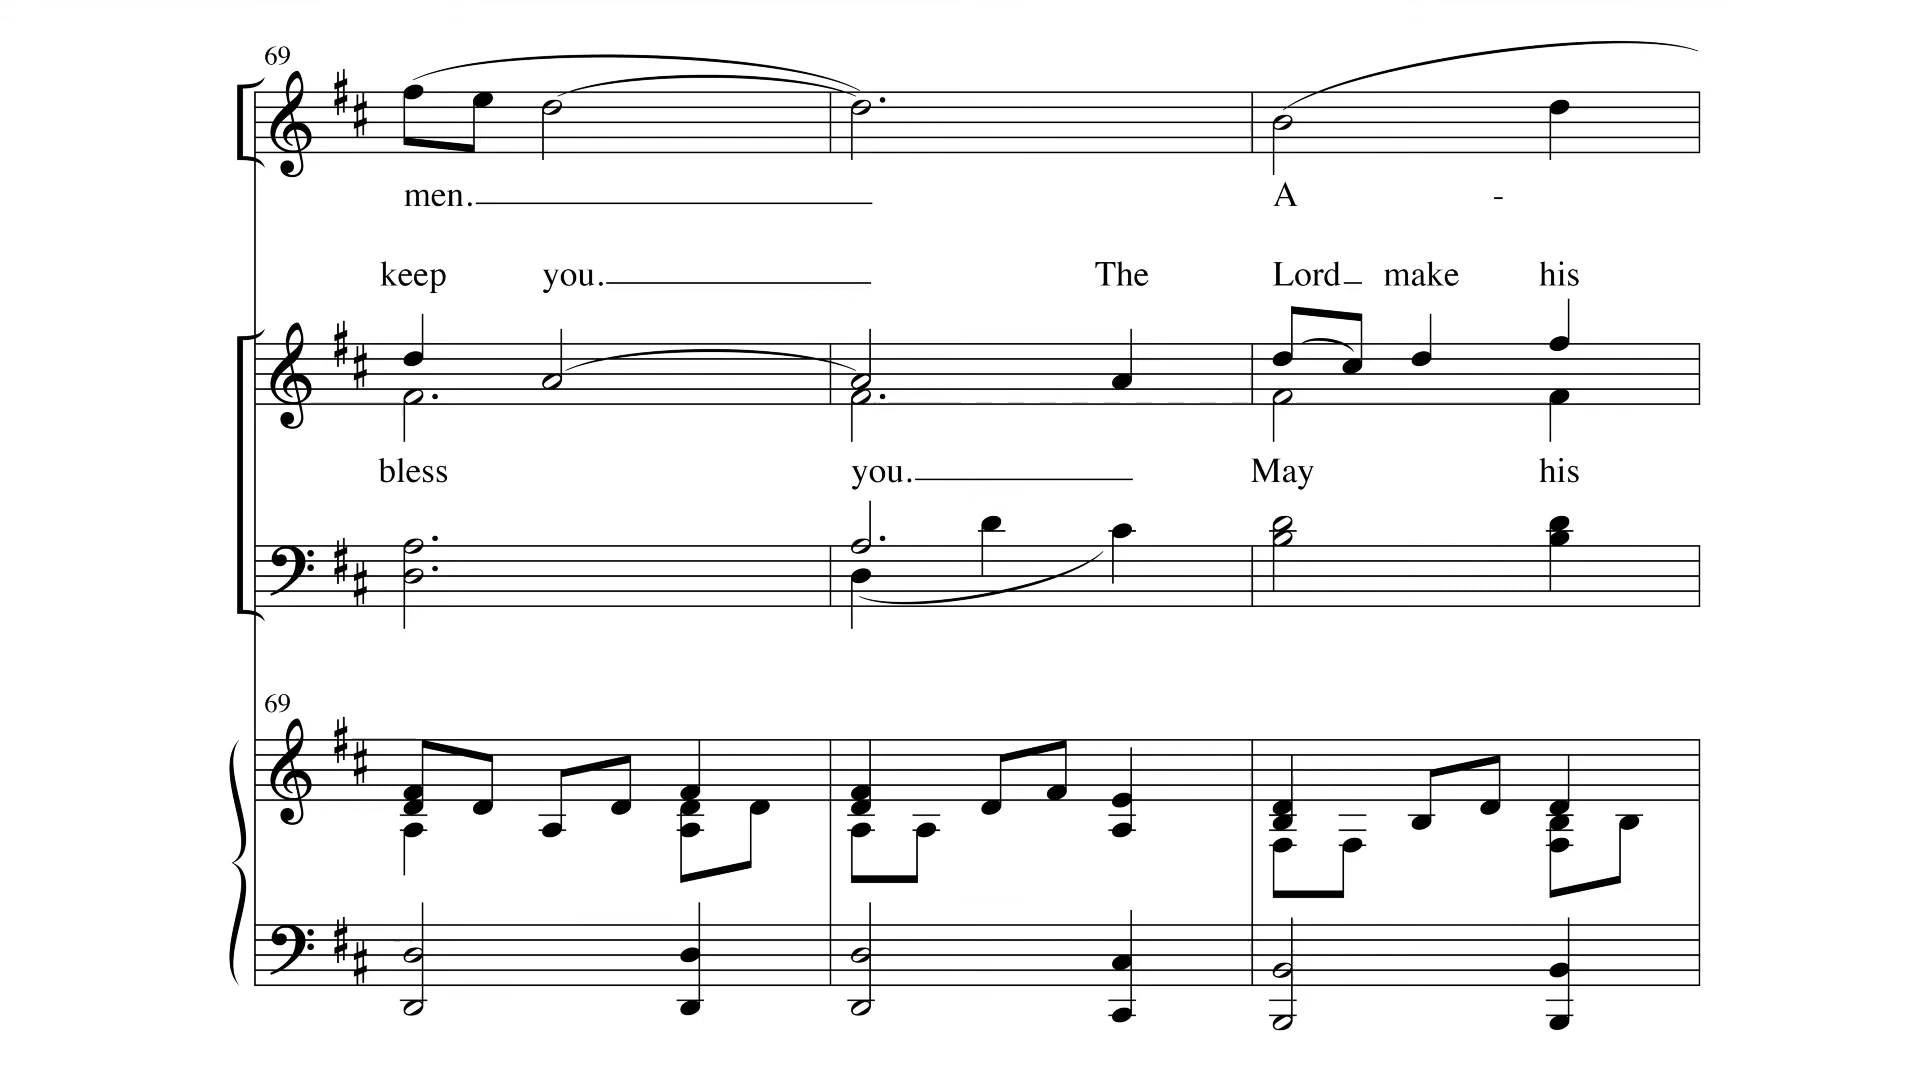 69
men. A -
keep you. The Lord make his
bless you. May his
69